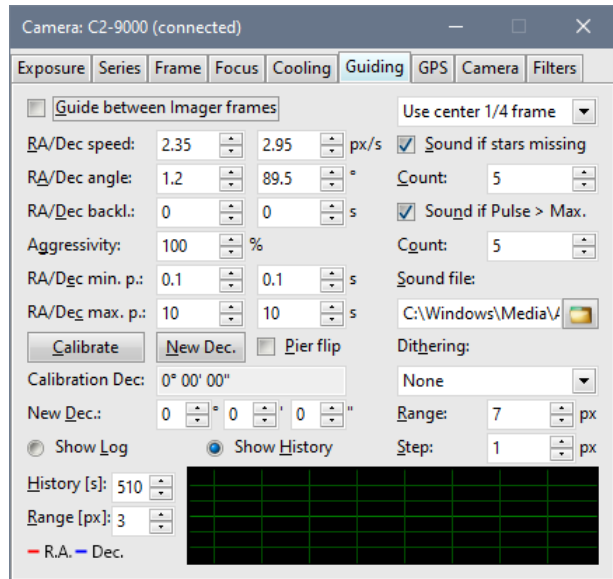 Camera: C2-9000 (connected)
Exposure Series Frame Focus Cooling Guiding GPS Camera Filters
Guide between Imager frames
Use center 1/4 frame
RA/Dec speed: 2.35 2.95 px/s
Sound if stars missing
RA/Dec angle: 1.2 89.5 °
Count: 5
RA/Dec backl.: 0 0 s
Sound if Pulse > Max.
Aggressivity: 100 %
Count: 5
RA/Dec min. p.: 0.1 0.1 s
Sound file:
RA/Dec max. p.: 10 10 s
C:\Windows\Media\
Calibrate New Dec. Pier flip
Dithering:
Calibration Dec: 0° 00' 00"
None
New Dec.: 0 ° 0 ' 0 "
Range: 7 px
Show Log Show History
Step: 1 px
History [s]: 510
Range [px]: 3
R.A. Dec.